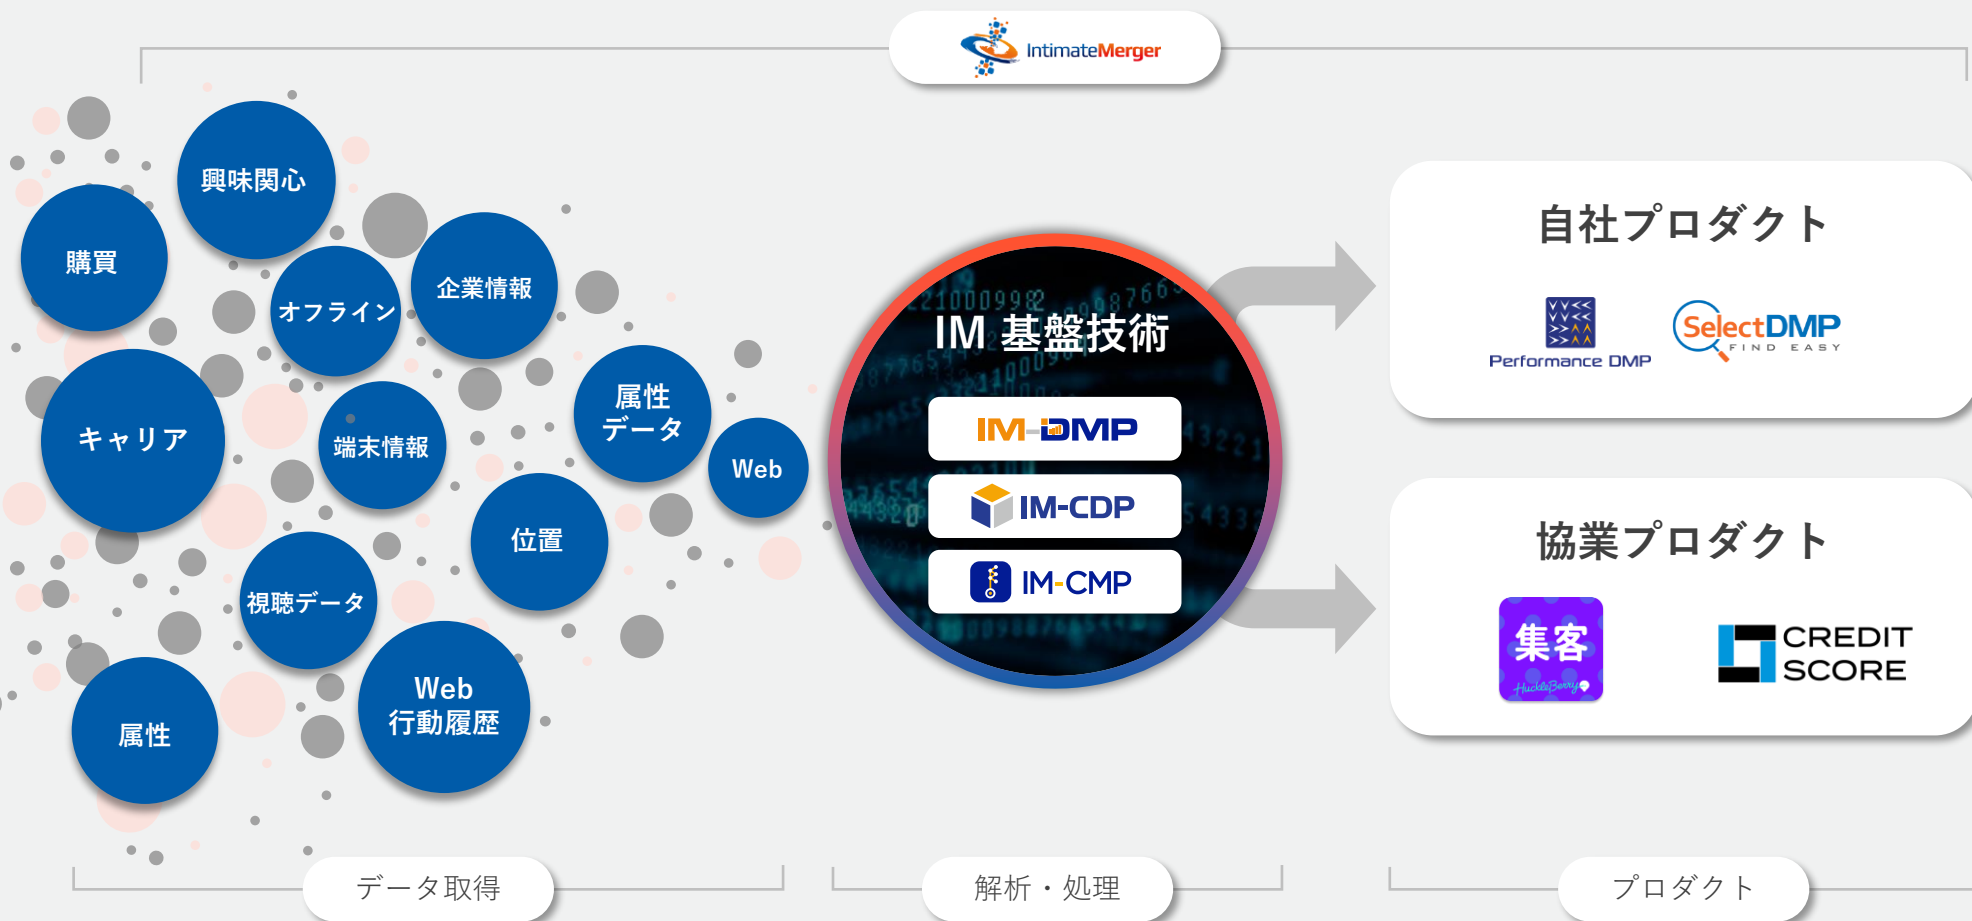 IntimateMerger
興味関心
購買
オフライン
企業情報
キャリア
端末情報
属性
データ
Web
位置
視聴データ
Web
行動履歴
属性
IM 基盤技術
IM-DMP
IM-CDP
IM-CMP
自社プロダクト
Performance DMP
SelectDMP
FIND EASY
協業プロダクト
集客
HuckleBerry
CREDIT
SCORE
データ取得
解析・処理
プロダクト